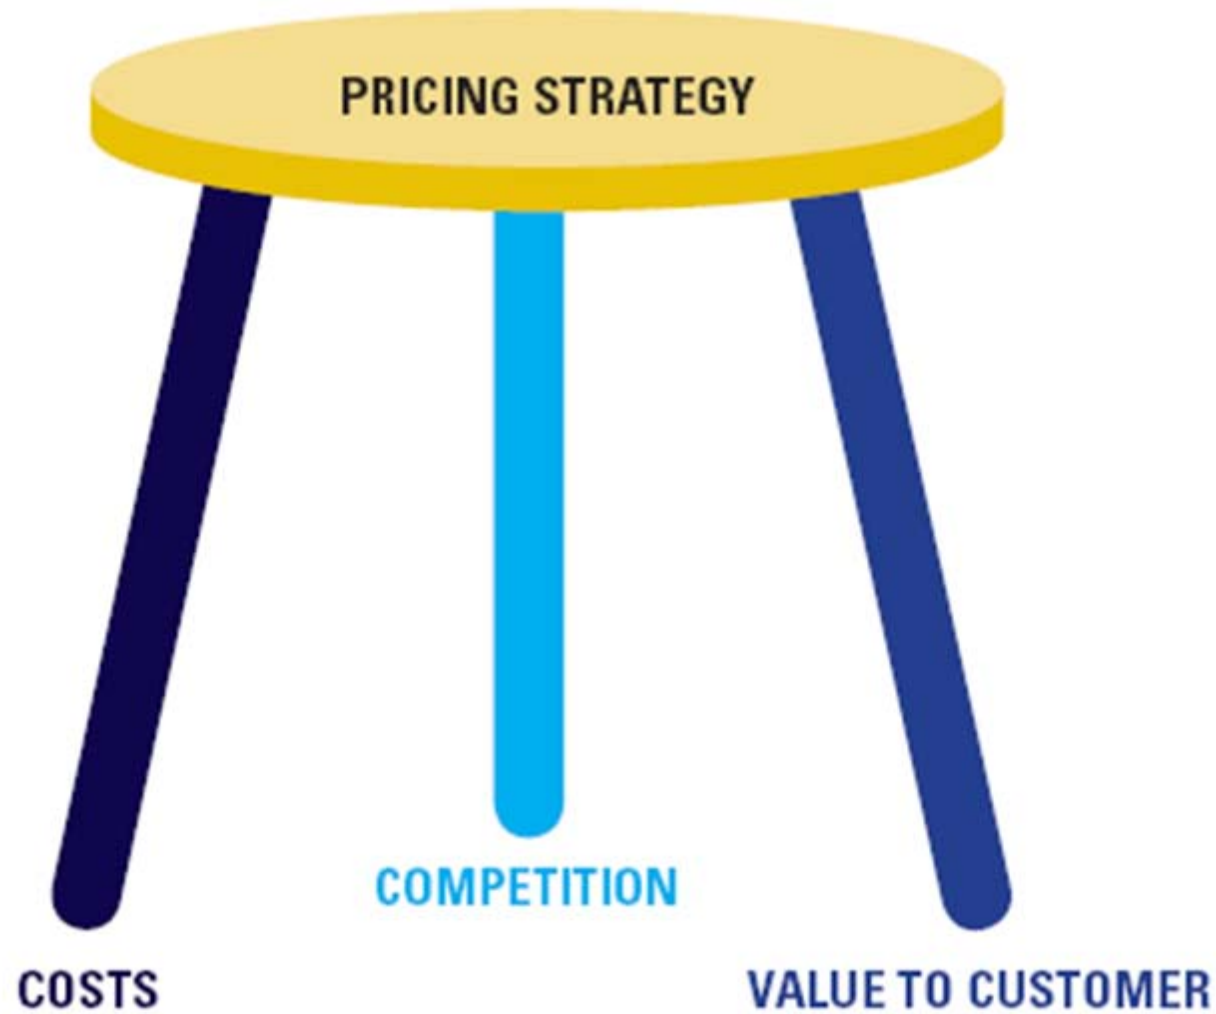 PRICING STRATEGY
COMPETITION
COSTS
VALUE TO CUSTOMER